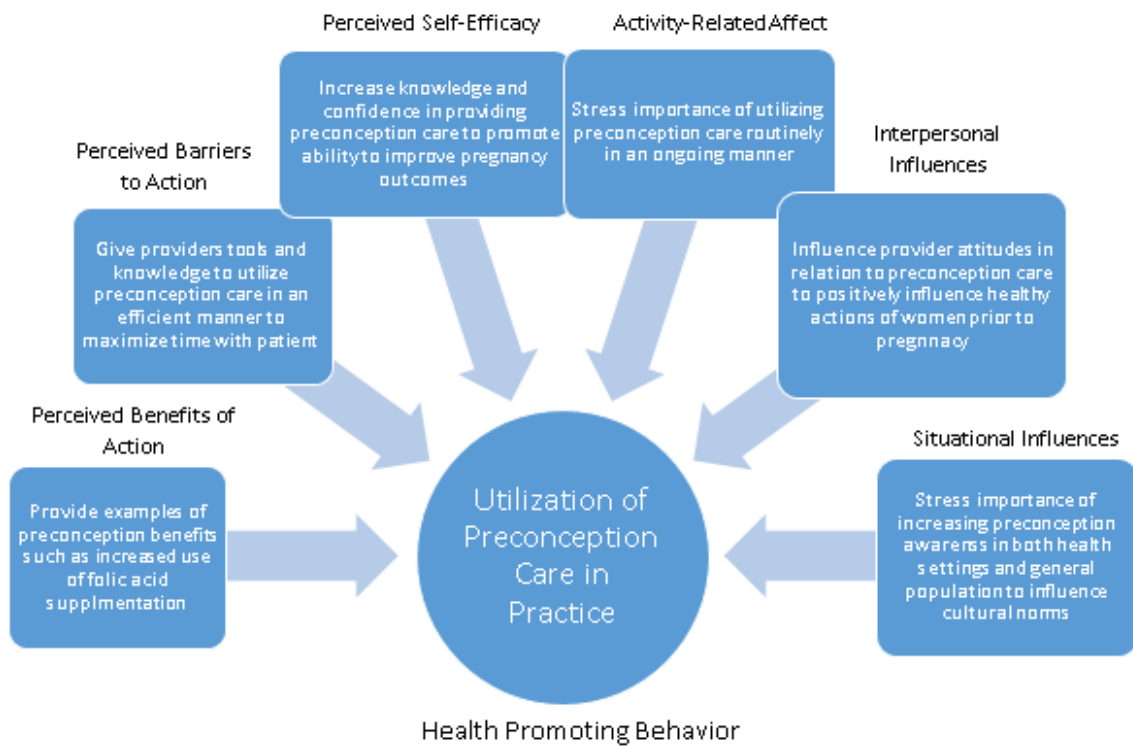 Perceived Self-Efficacy
Activity-Related Affect
Increase knowledge and
confidence in providing
preconception care to promote
ability to improve pregnancy
outcomes
Stress importance of utilizing
preconception care routinely
in an ongoing manner
Interpersonal
Influences
Perceived Barriers
to Action
Give providers tools and
knowledge to utilize
preconception care in an
efficient manner to
maximize time with patient
Influence provider attitudes in
relation to preconception care
to positively influence healthy
actions of women prior to
pregnnacy
Perceived Benefits of
Action
Situational Influences
Provide examples of
preconception benefits
such as increased use
of folic acid
supplmentation
Utilization of
Preconception
Care in
Practice
Stress importance of
increasing preconception
awarenss in both health
settings and general
population to influence
cultural norms
Health Promoting Behavior